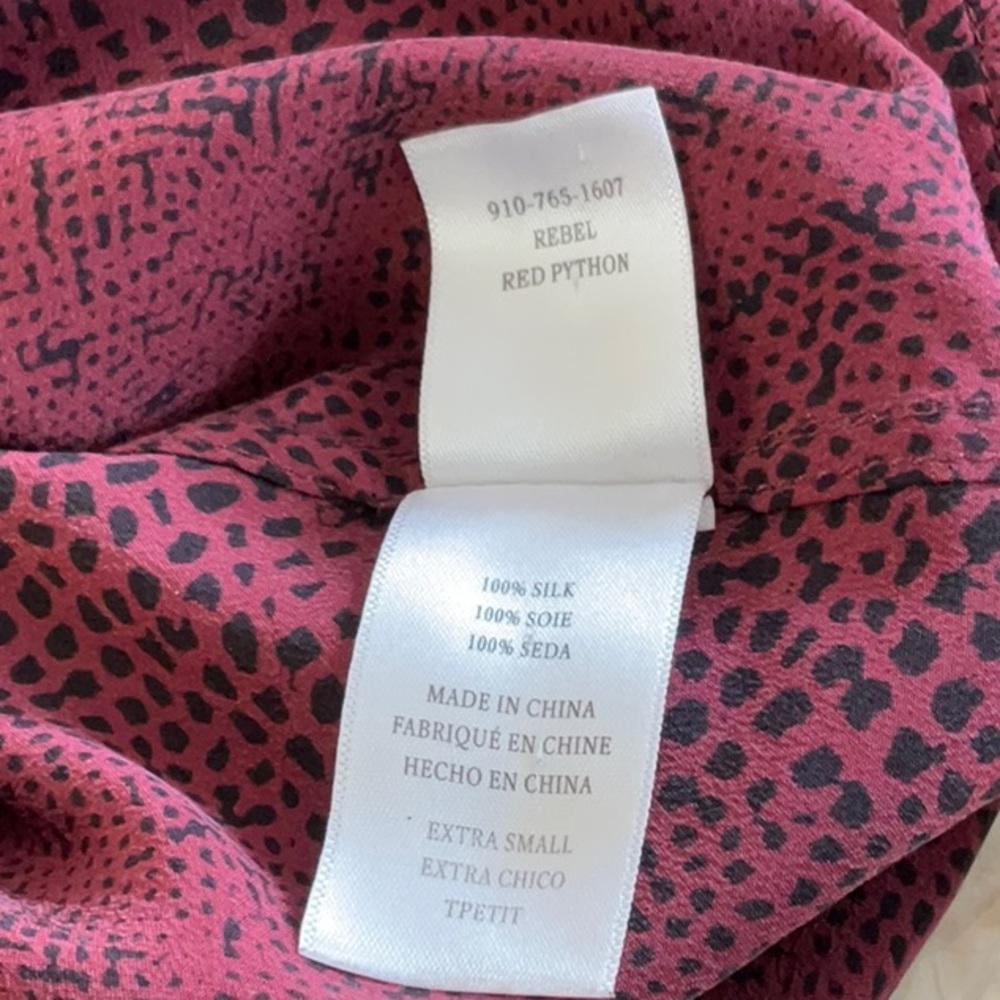 910-765-1607
REBEL
RED PYTHON
100% SILK
100% SOIE
100% SEDA
MADE IN CHINA
FABRIQUÉ EN CHINE
HECHO EN CHINA
EXTRA SMALL
EXTRA CHICO
TPETIT